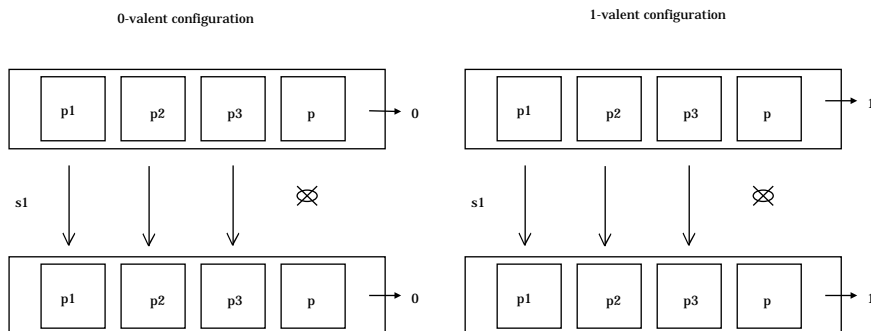 0-valent configuration
1-valent configuration
p1 p2 p3 p 0
p1 p2 p3 p 1
s1
s1
p1 p2 p3 p 0
p1 p2 p3 p 1